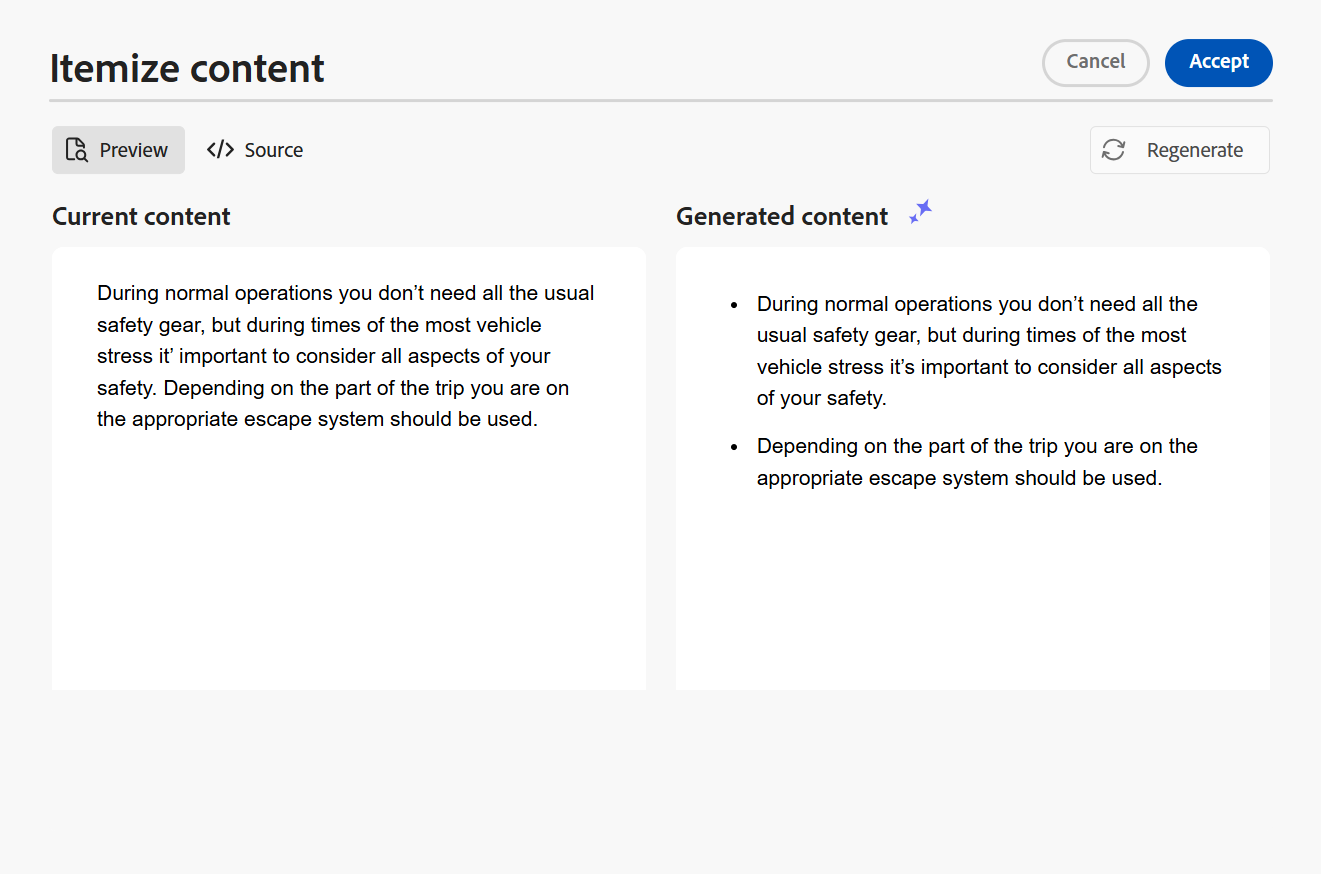 Itemize content
Cancel
Accept
Preview
</> Source
Regenerate
Current content
During normal operations you don’t need all the usual
safety gear, but during times of the most vehicle
stress it’ important to consider all aspects of your
safety. Depending on the part of the trip you are on
the appropriate escape system should be used.
Generated content
• During normal operations you don’t need all the
usual safety gear, but during times of the most
vehicle stress it’s important to consider all aspects
of your safety.
• Depending on the part of the trip you are on the
appropriate escape system should be used.